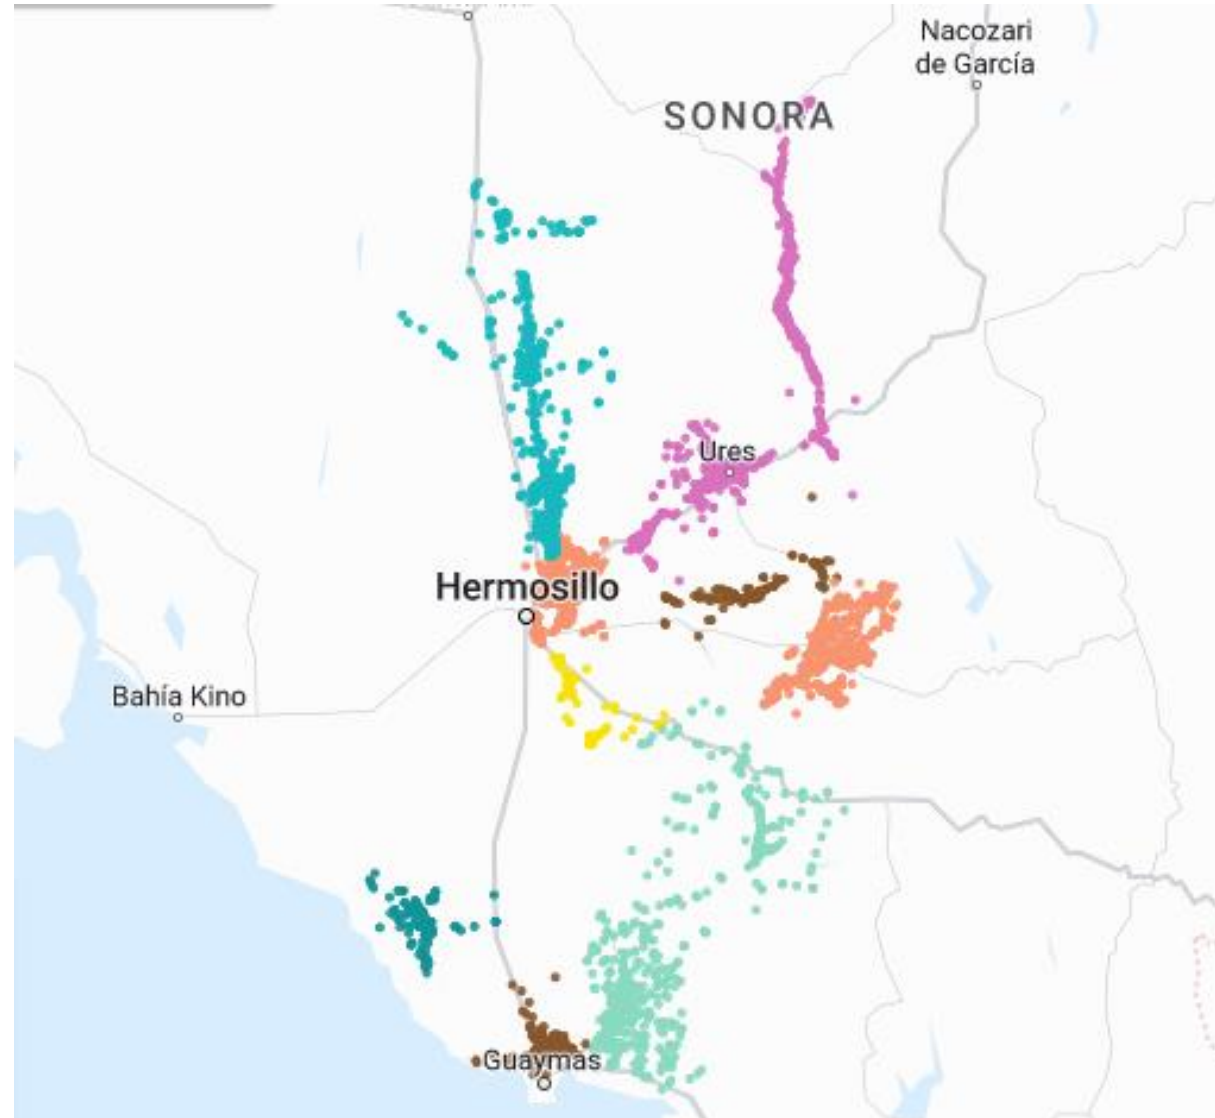 Nacozari
de García
SONORA
Ures
Hermosillo
Bahía Kino
Guaymas